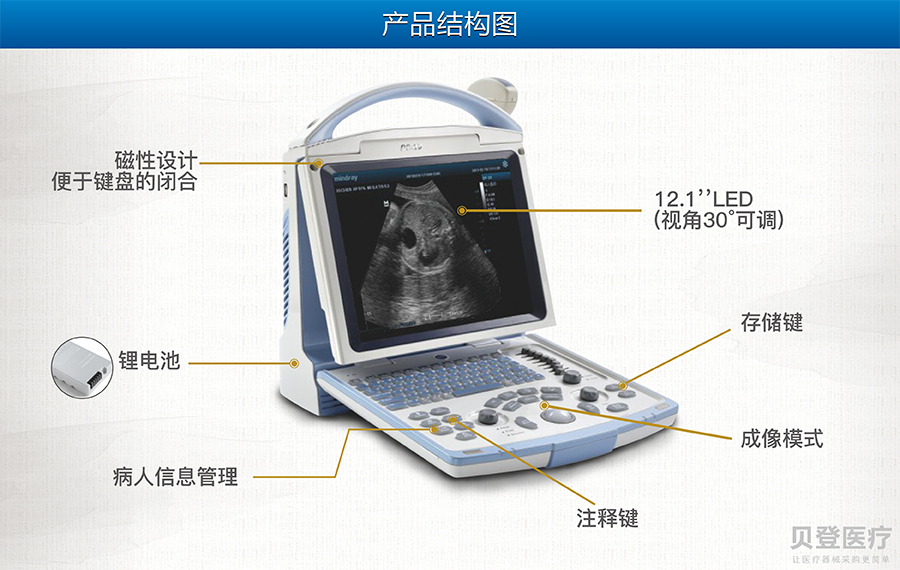 产品结构图
磁性设计
便于键盘的闭合
mindray
12.1’’LED
(视角30°可调)
存储键
锂电池
成像模式
病人信息管理
注释键
贝登医疗
让医疗器械采购更简单